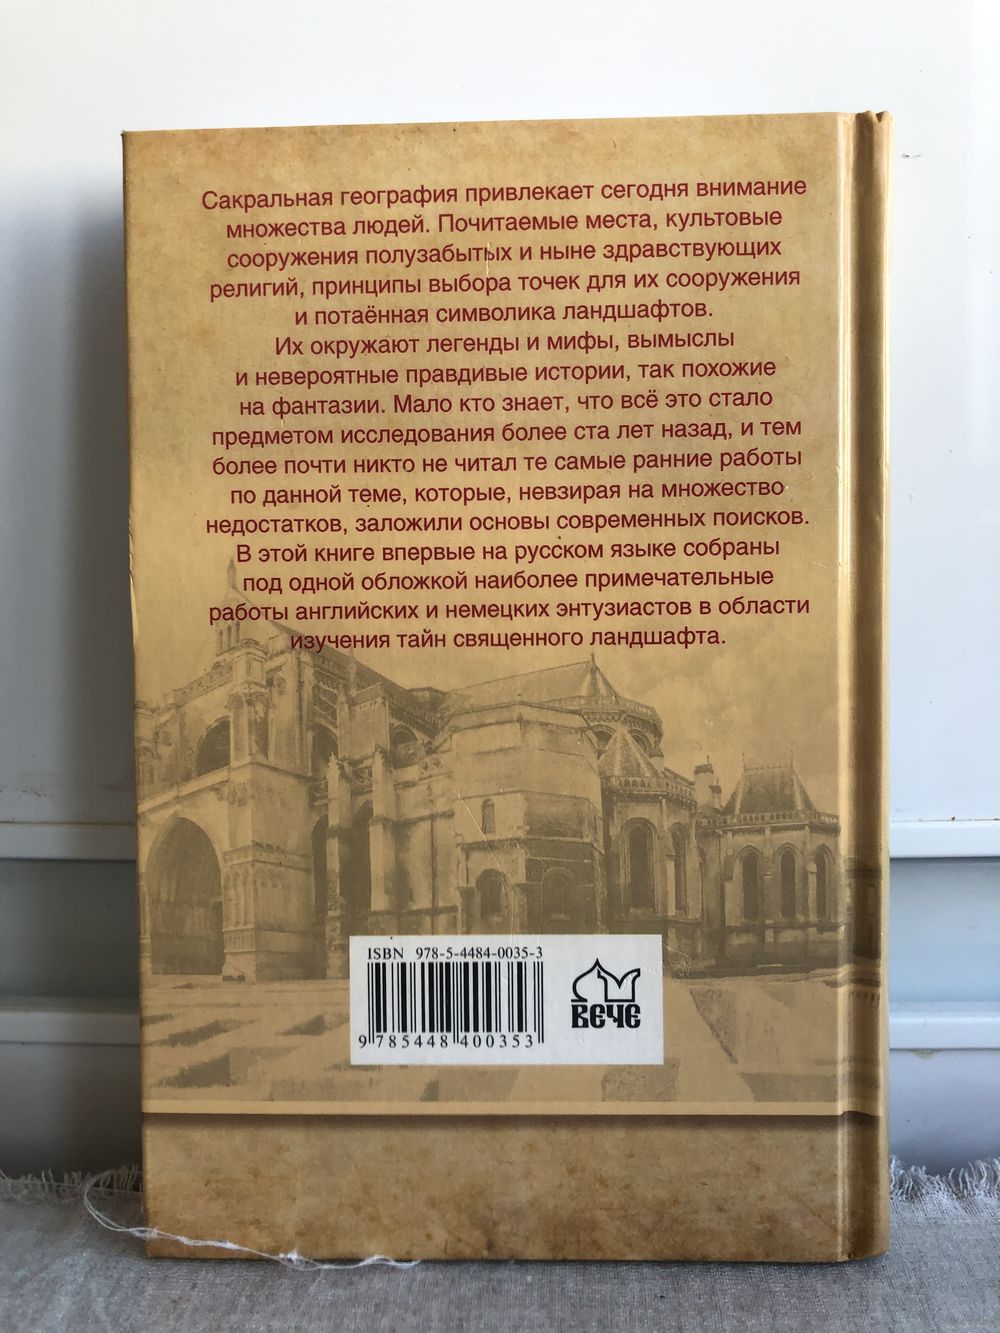 Сакральная география привлекает сегодня внимание
множества людей. Почитаемые места, культовые
сооружения полузабытых и ныне здравствующих
религий, принципы выбора точек для их сооружения
и потаённая символика ландшафтов.
Их окружают легенды и мифы, вымыслы
и невероятные правдивые истории, так похожие
на фантазии. Мало кто знает, что всё это стало
предметом исследования более ста лет назад, и тем
более почти никто не читал те самые ранние работы
по данной теме, которые, невзирая на множество
недостатков, заложили основы современных поисков.
В этой книге впервые на русском языке собраны
под одной обложкой наиболее примечательные
работы английских и немецких энтузиастов в области
изучения тайн священного ландшафта.
ISBN 978-5-4484-0035-3
9 785448 400353
ВЕЧЕ